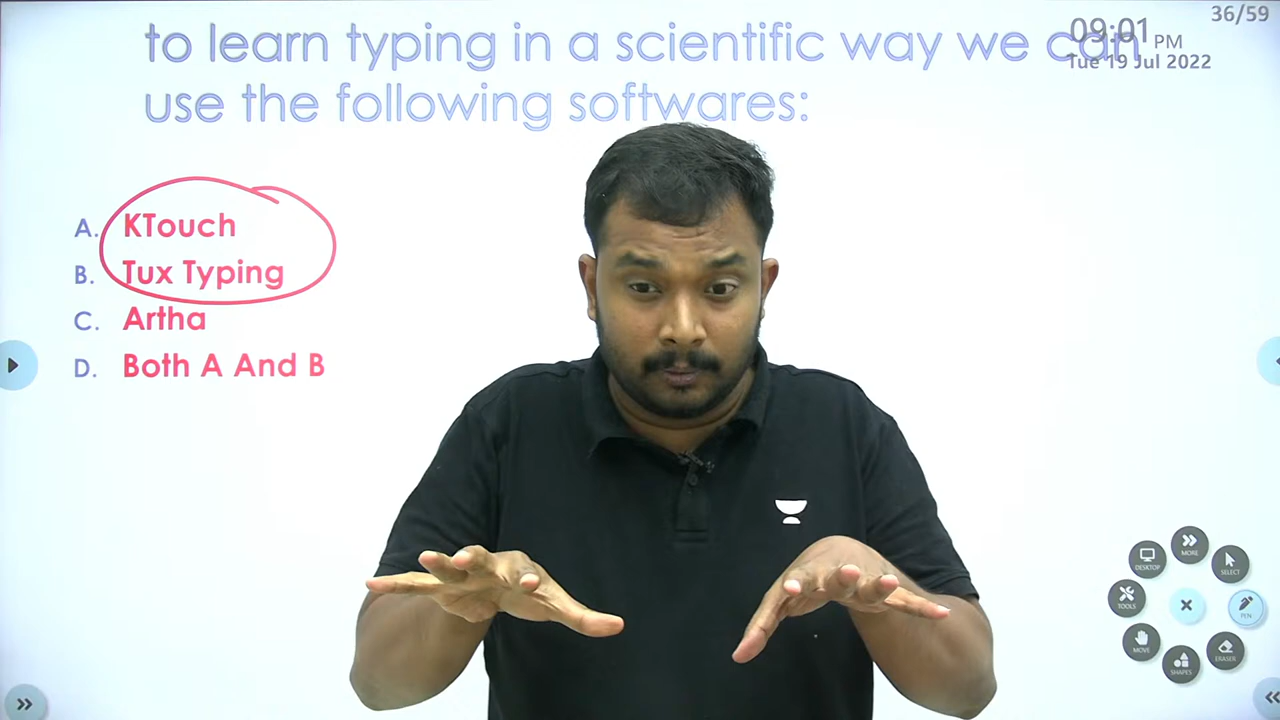 36/59
09:01 PM
Tue 19 Jul 2022
to learn typing in a scientific way we can
use the following softwares:
A. KTouch
B. Tux Typing
C. Artha
D. Both A And B
MORE
DESKTOP
SELECT
TOOLS
PEN
MOVE
ERASER
SHAPES